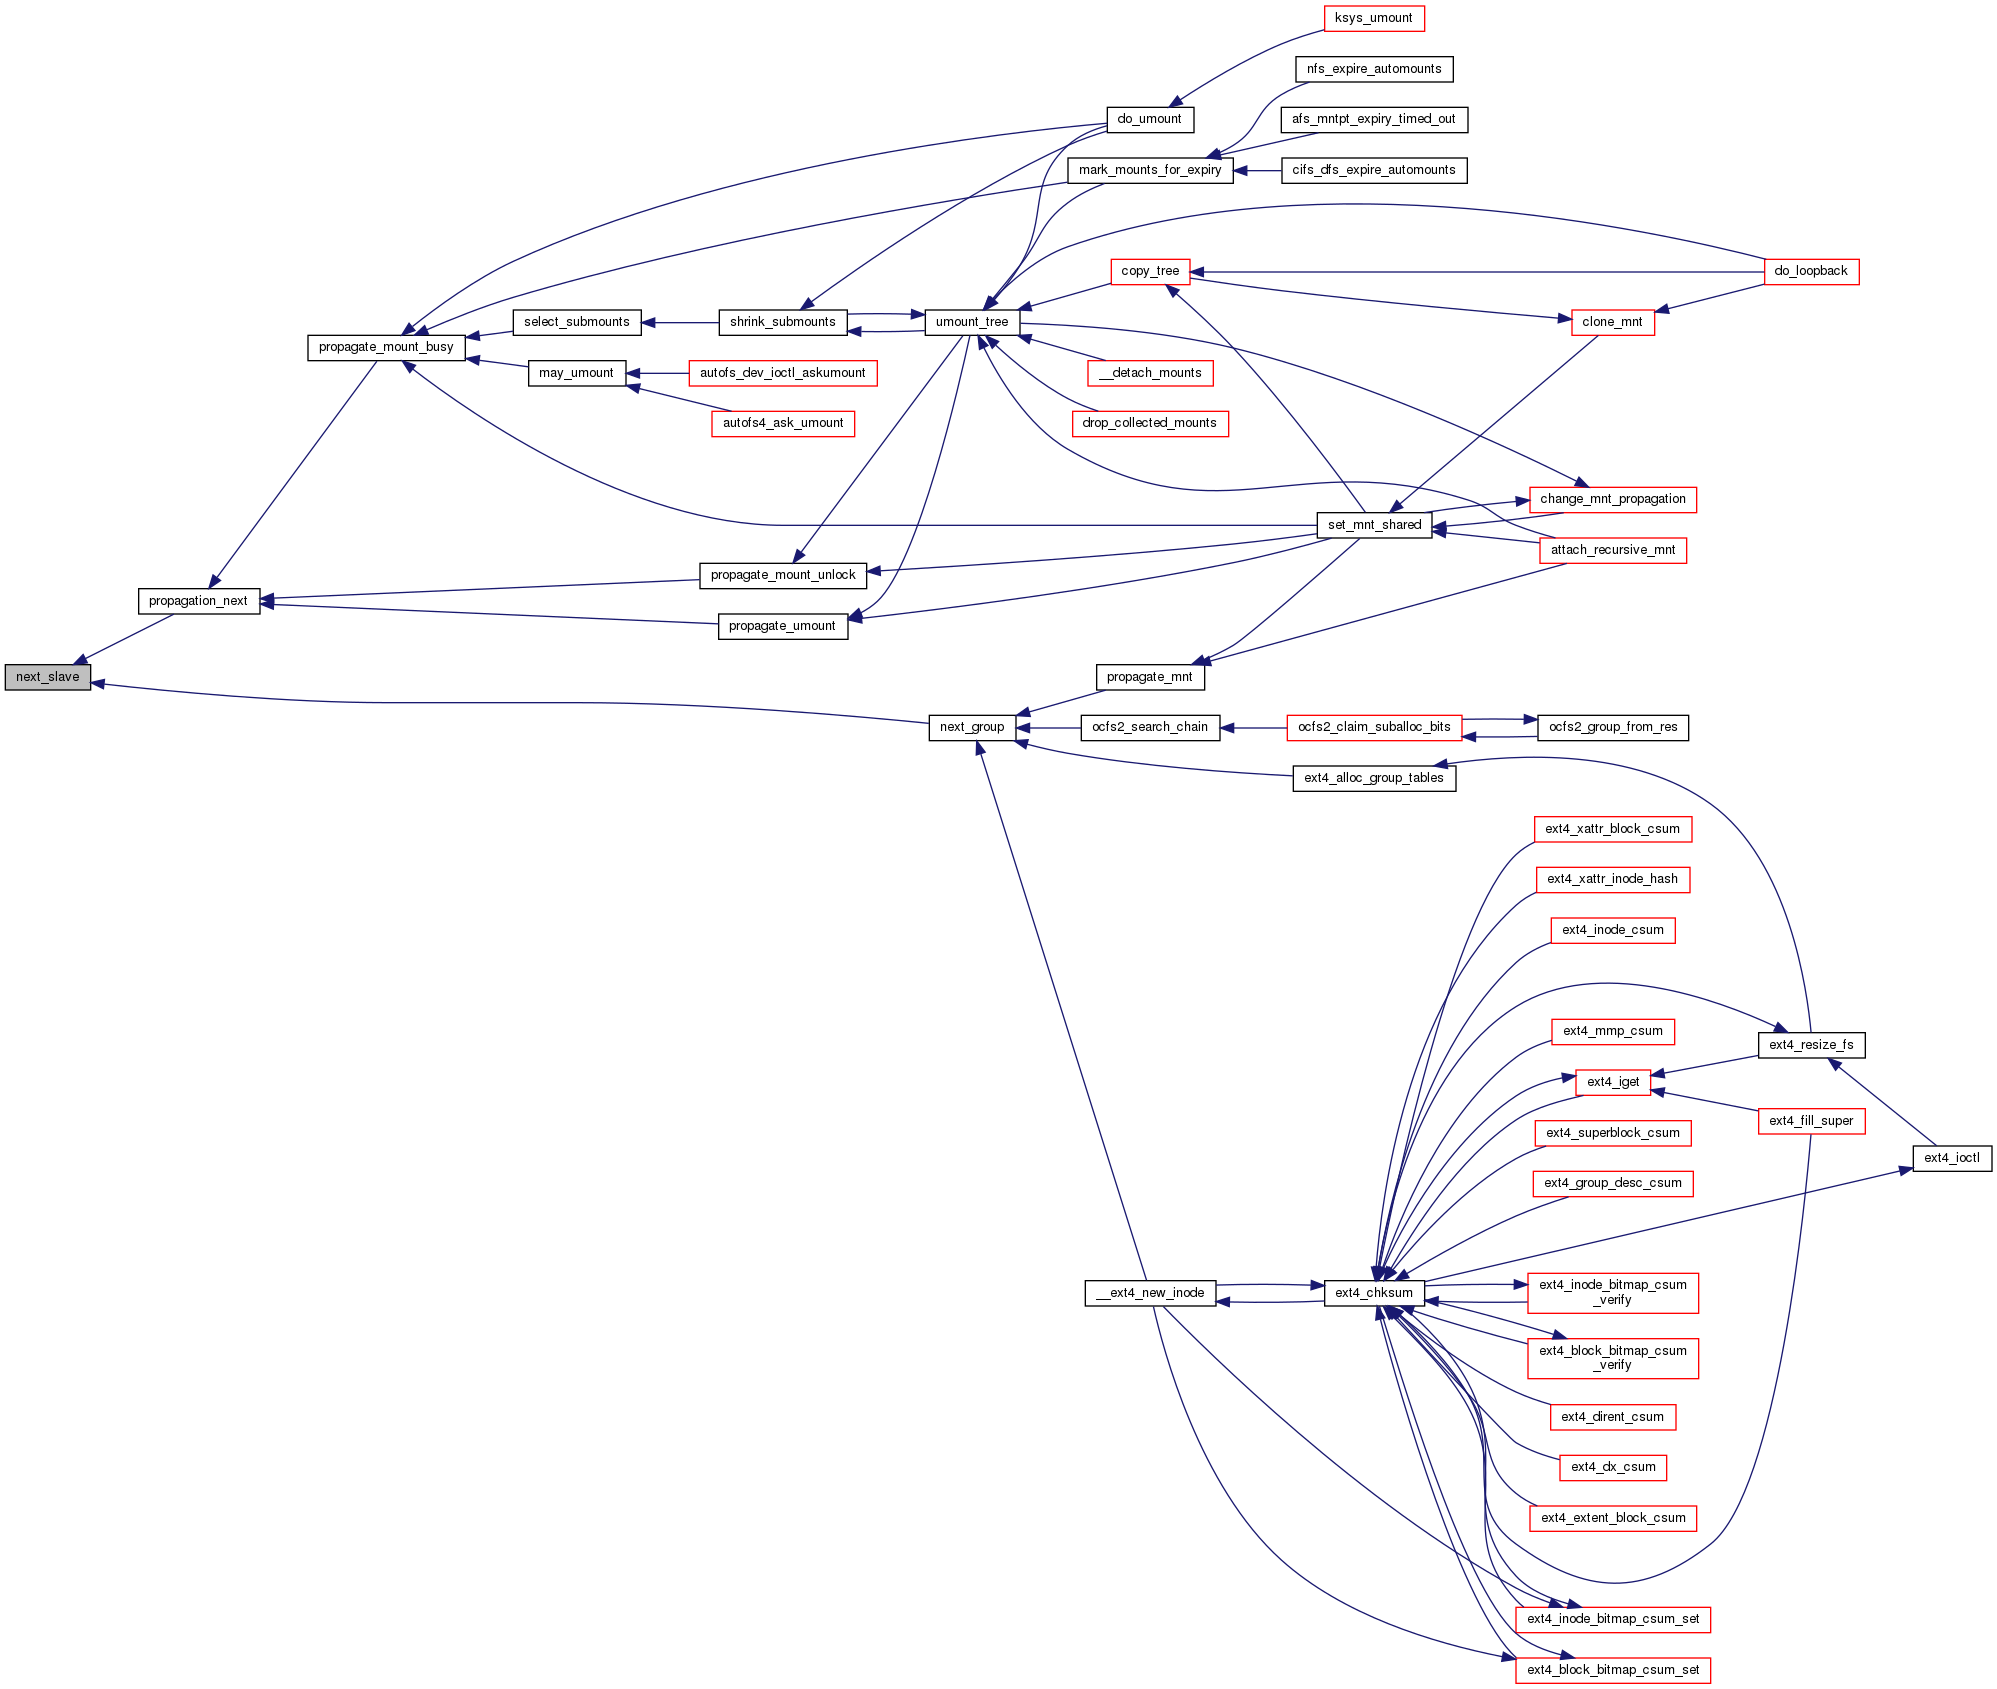 ksys_umount
nfs_expire_automounts
do_umount
afs_mntpt_expiry_timed_out
mark_mounts_for_expiry
cifs_dfs_expire_automounts
copy_tree
do_loopback
select_submounts
shrink_submounts
umount_tree
clone_mnt
propagate_mount_busy
may_umount
autofs_dev_ioctl_askumount
__detach_mounts
autofs4_ask_umount
drop_collected_mounts
change_mnt_propagation
set_mnt_shared
attach_recursive_mnt
propagate_mount_unlock
propagation_next
propagate_umount
next_slave
propagate_mnt
next_group
ocfs2_search_chain
ocfs2_claim_suballoc_bits
ocfs2_group_from_res
ext4_alloc_group_tables
ext4_xattr_block_csum
ext4_xattr_inode_hash
ext4_inode_csum
ext4_mmp_csum
ext4_resize_fs
ext4_iget
ext4_fill_super
ext4_superblock_csum
ext4_ioctl
ext4_group_desc_csum
__ext4_new_inode
ext4_chksum
ext4_inode_bitmap_csum
_verify
ext4_block_bitmap_csum
_verify
ext4_dirent_csum
ext4_dx_csum
ext4_extent_block_csum
ext4_inode_bitmap_csum_set
ext4_block_bitmap_csum_set